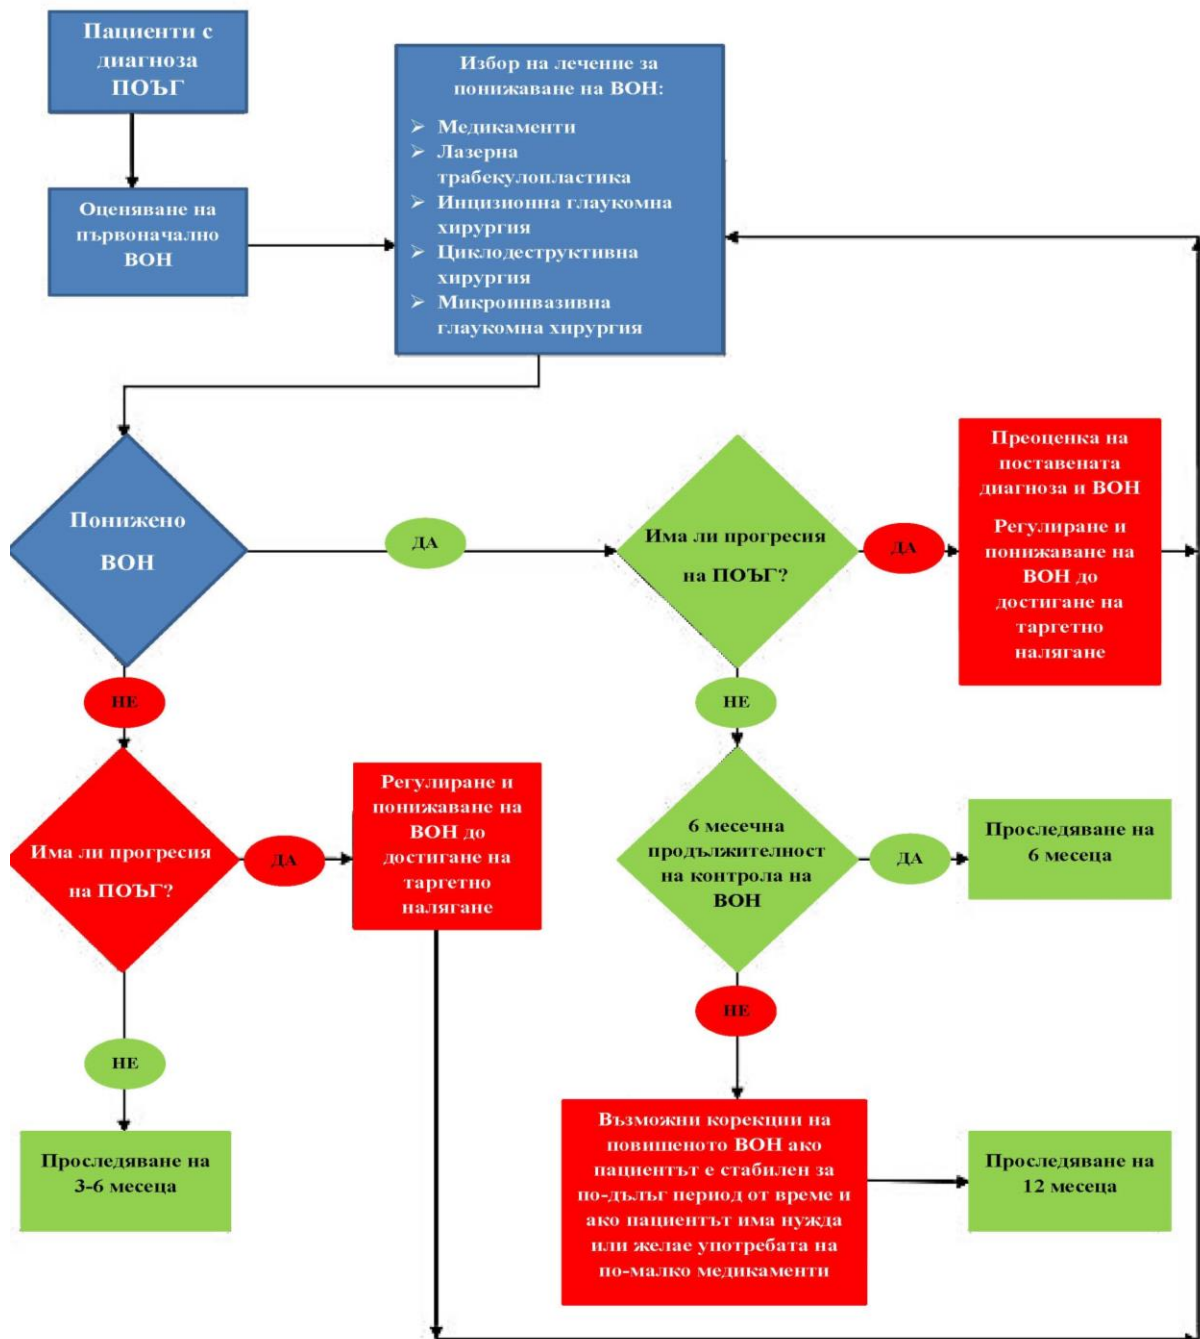 Пациенти с
диагноза
ПОЪГ
Избор на лечение за
понижаване на ВОН:
➢ Медикаменти
➢ Лазерна
трабекулопластика
➢ Инцизионна глаукомна
хирургия
➢ Циклодеструктивна
хирургия
➢ Микроинвазивна
глаукомна хирургия
Оценяване на
първоначално
ВОН
Понижено
ВОН
ДА
Има ли прогресия
на ПОЪГ?
ДА
Преоценка на
поставената
диагноза и ВОН
Регулиране и
понижаване на
ВОН до
достигане на
таргетно
налягане
НЕ
НЕ
Има ли прогресия
на ПОЪГ?
ДА
Регулиране и
понижаване на
ВОН до
достигане на
таргетно
налягане
6 месечна
продължителност
на контрола на
ВОН
ДА
Проследяване на
6 месеца
НЕ
НЕ
Проследяване на
3-6 месеца
Възможни корекции на
повишеното ВОН ако
пациентът е стабилен за
по-дълъг период от време и
ако пациентът има нужда
или желае употребата на
по-малко медикаменти
Проследяване на
12 месеца